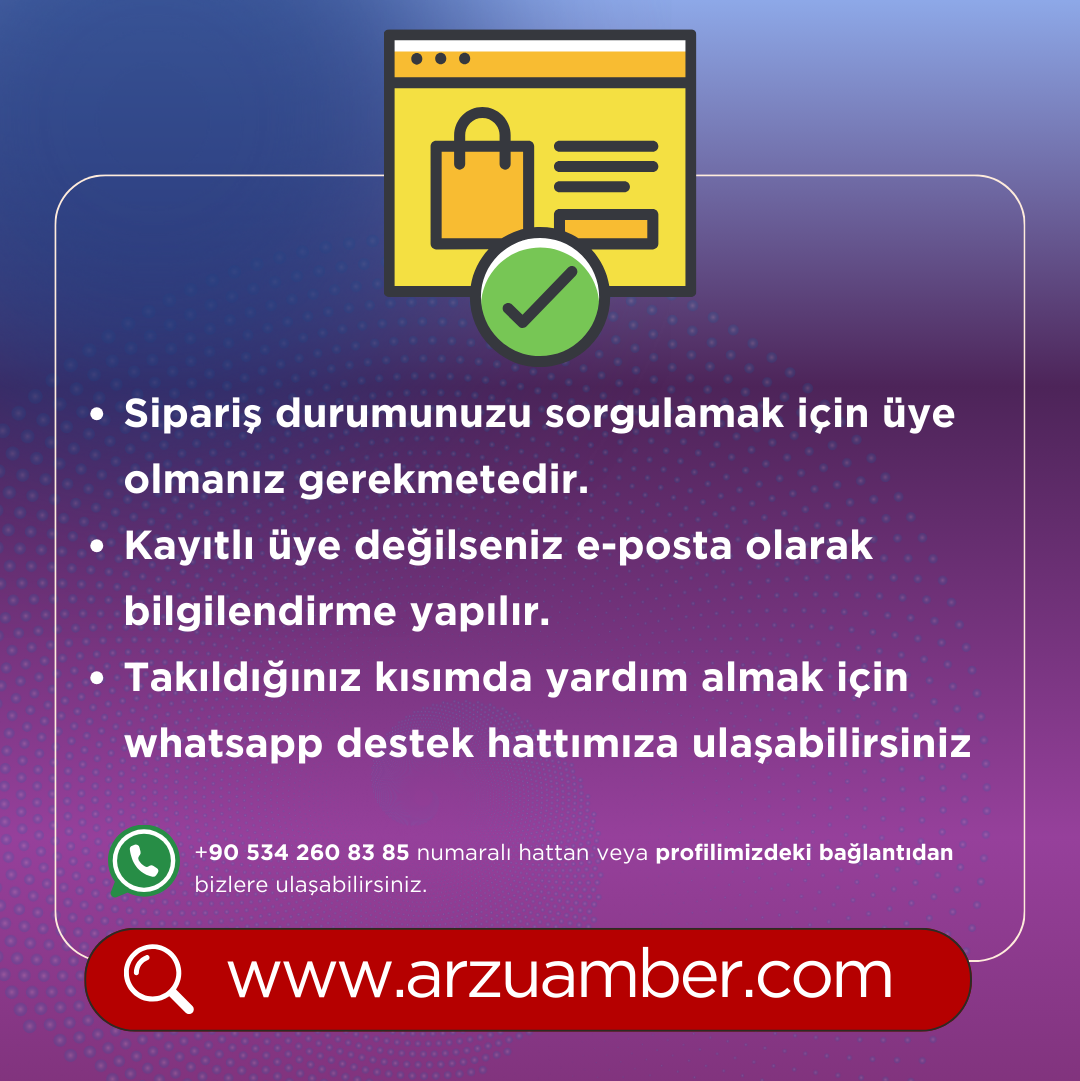 • Sipariş durumunuzu sorgulamak için üye
olmanız gerekmetedir.
• Kayıtlı üye değilseniz e-posta olarak
bilgilendirme yapılır.
• Takıldığınız kısımda yardım almak için
whatsapp destek hattımıza ulaşabilirsiniz
+90 534 260 83 85 numaralı hattan veya profilimizdeki bağlantıdan
bizlere ulaşabilirsiniz.
www.arzuamber.com